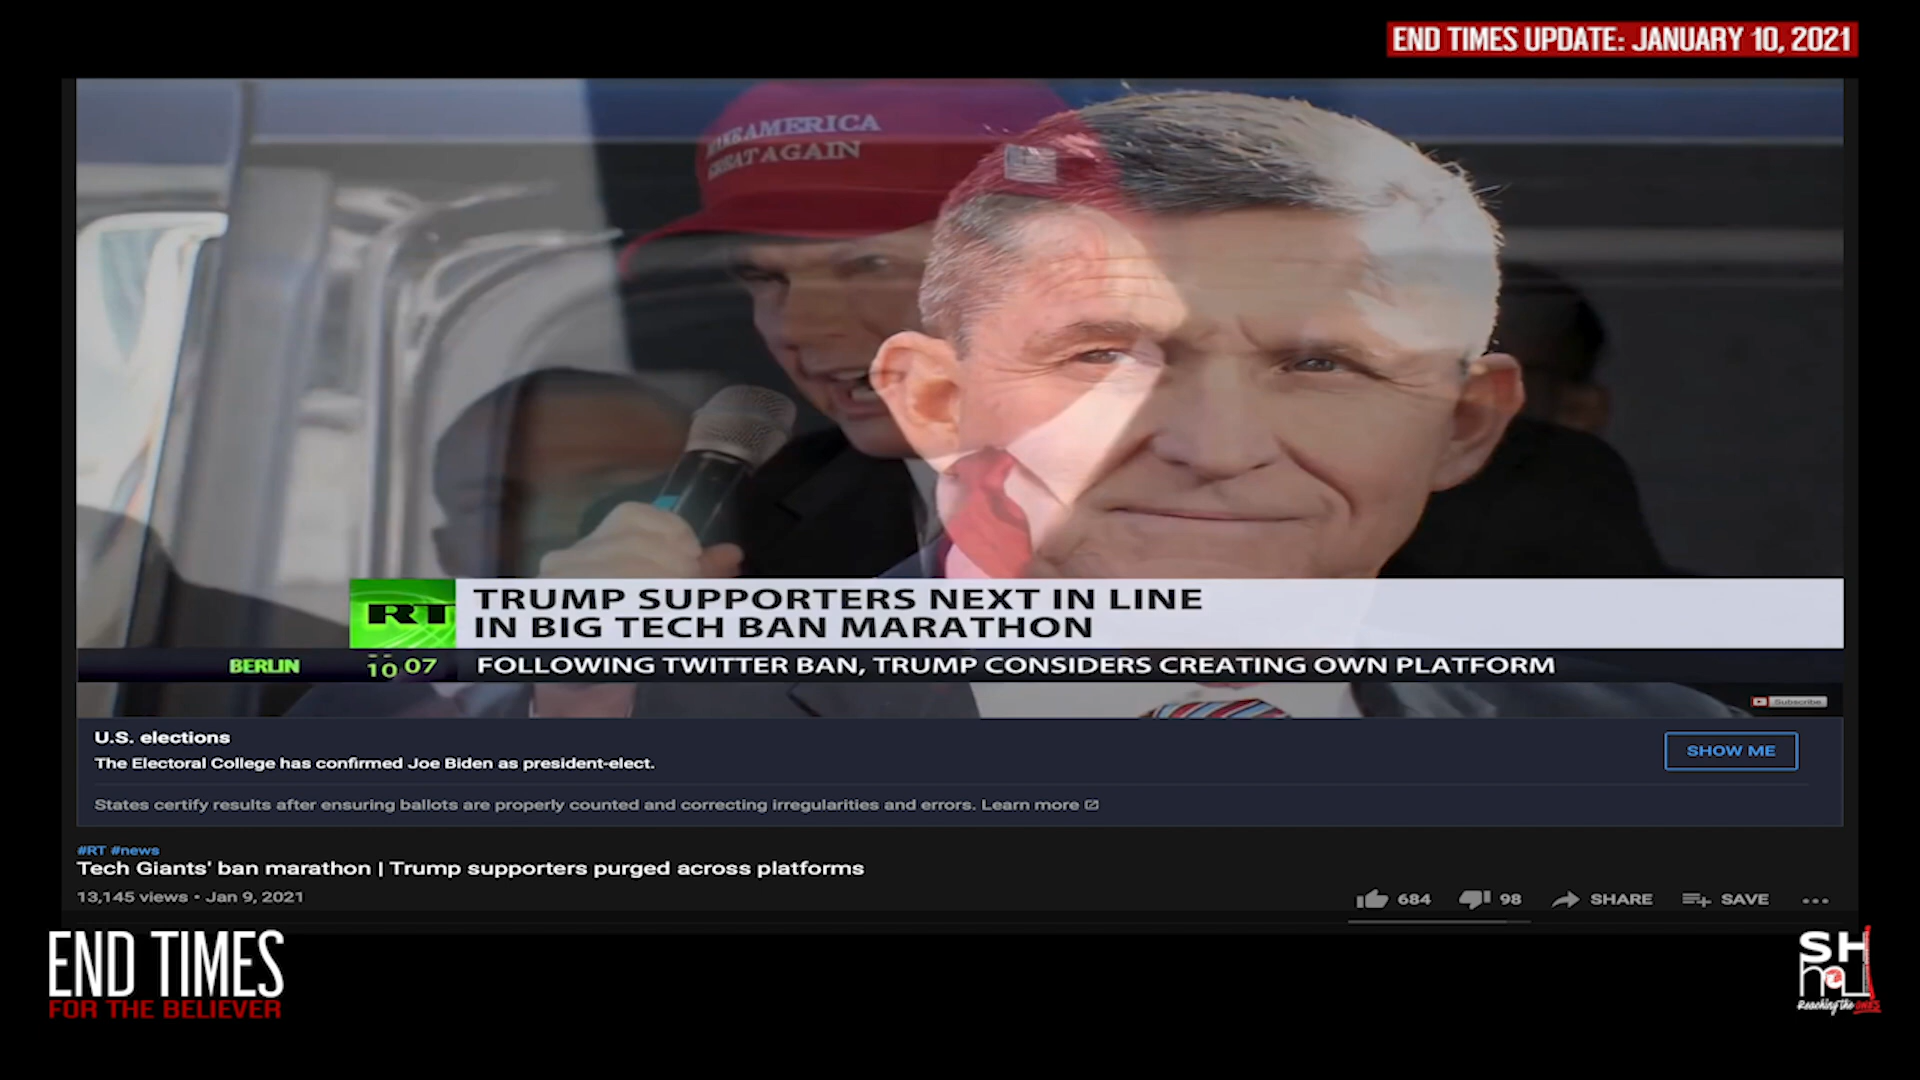 END TIMES UPDATE: JANUARY 10, 2021
MAKE AMERICA
GREAT AGAIN
RT
TRUMP SUPPORTERS NEXT IN LINE
IN BIG TECH BAN MARATHON
BERLIN 10 07 FOLLOWING TWITTER BAN, TRUMP CONSIDERS CREATING OWN PLATFORM
Subscribe
U.S. elections
The Electoral College has confirmed Joe Biden as president-elect.
SHOW ME
States certify results after ensuring ballots are properly counted and correcting irregularities and errors. Learn more
#RT #news
Tech Giants' ban marathon | Trump supporters purged across platforms
13,145 views • Jan 9, 2021
684 98 SHARE SAVE
END TIMES
FOR THE BELIEVER
SH
Reaching the ONES